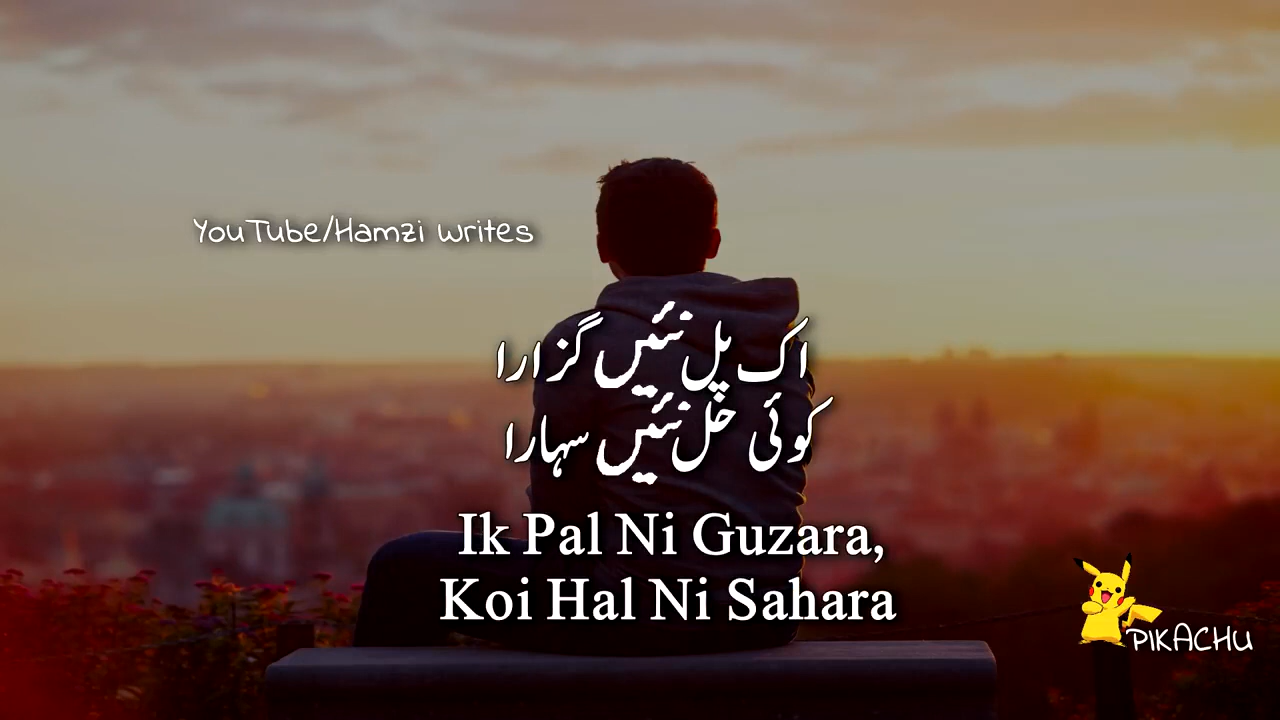 YouTube/Hamzi writes
اک پل نئیں گزارا
کوئی حل نئیں سہارا
Ik Pal Ni Guzara,
Koi Hal Ni Sahara
PIKACHU